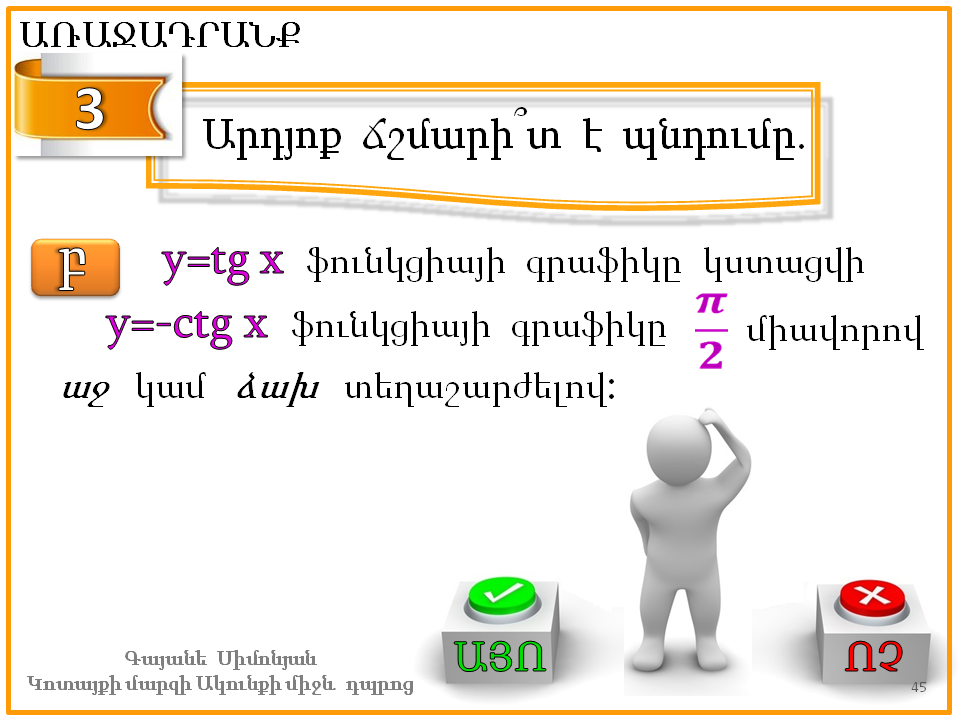 ԱՌԱՋԱԴՐԱՆՔ
3
Արդյոք ճշմարի՞տ է պնդումը.
բ y=tg x ֆունկցիայի գրաֆիկը կստացվի
y=-ctg x ֆունկցիայի գրաֆիկը π/2 միավորով
աջ կամ ձախ տեղաշարժելով:
ԱՅՈ
ՈՉ
Գայանե Սիմոնյան
Կոտայքի մարզի Ակունքի միջն դպրոց
45